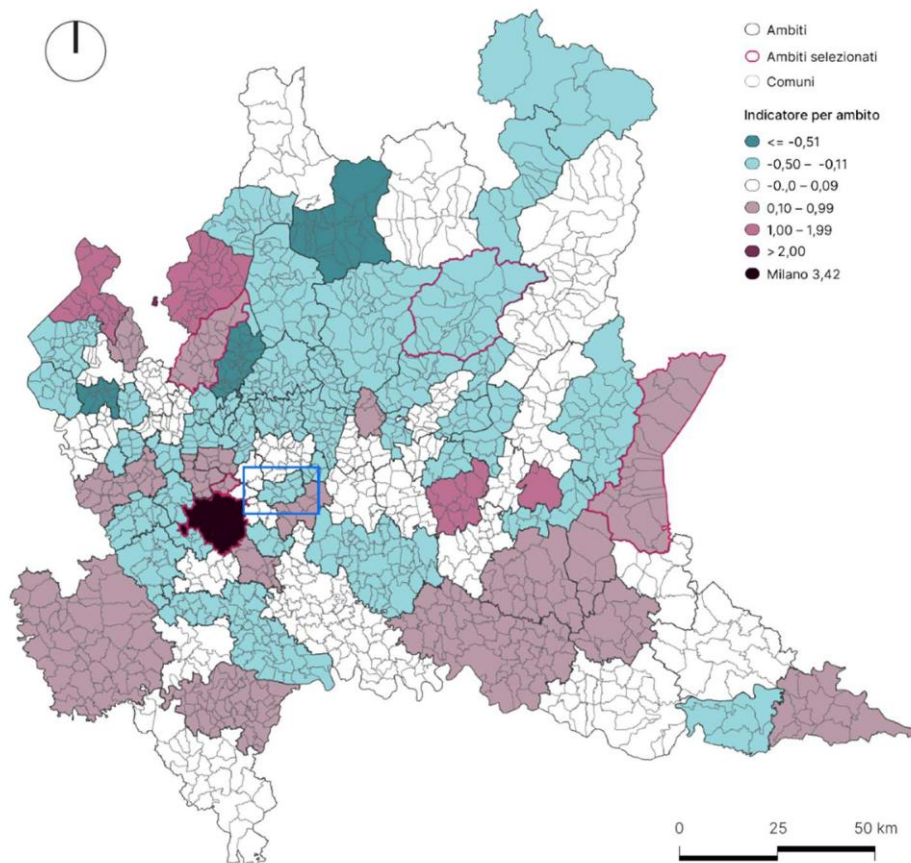 Ambiti
Ambiti selezionati
Comuni
Indicatore per ambito
<= -0,51
-0,50 – -0,11
-0,0 – 0,09
0,10 – 0,99
1,00 – 1,99
> 2,00
Milano 3,42
0 25 50 km